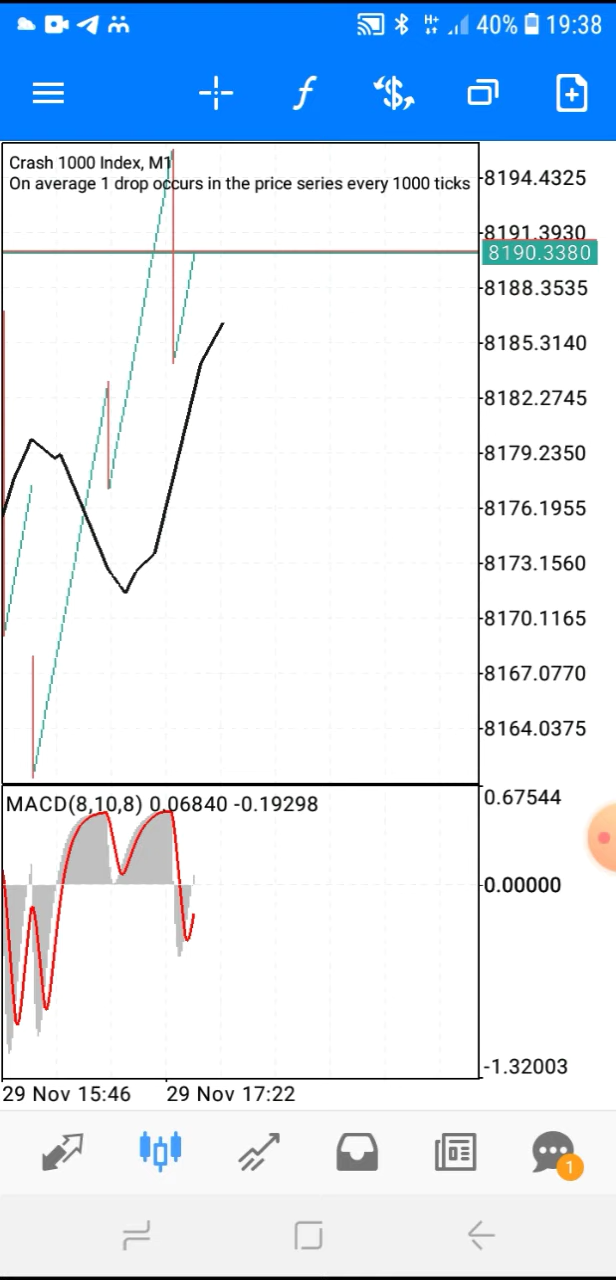 H+ 40% 19:38
f
$
Crash 1000 Index, M1
On average 1 drop occurs in the price series every 1000 ticks
8194.4325
8191.3930
8190.3380
8188.3535
8185.3140
8182.2745
8179.2350
8176.1955
8173.1560
8170.1165
8167.0770
8164.0375
MACD(8,10,8) 0.06840 -0.19298
0.67544
0.00000
-1.32003
29 Nov 15:46 29 Nov 17:22
1